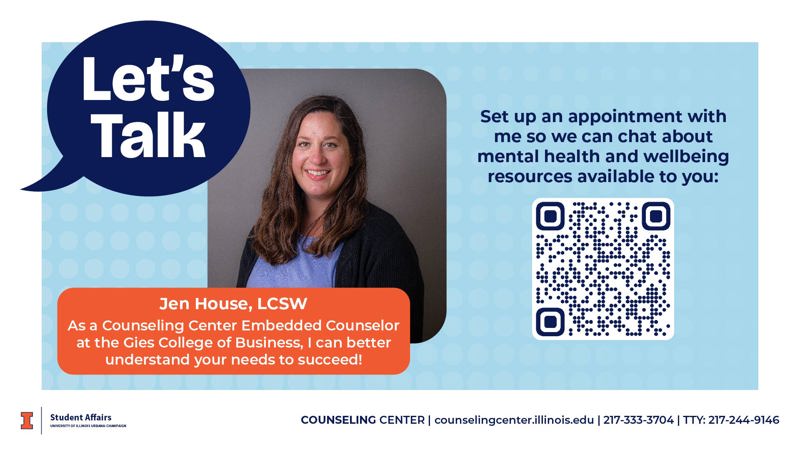 Let's
Talk
Set up an appointment with
me so we can chat about
mental health and wellbeing
resources available to you:
Jen House, LCSW
As a Counseling Center Embedded Counselor
at the Gies College of Business, I can better
understand your needs to succeed!
I
Student Affairs
UNIVERSITY OF ILLINOIS URBANA-CHAMPAIGN
COUNSELING CENTER | counselingcenter.illinois.edu | 217-333-3704 | TTY: 217-244-9146